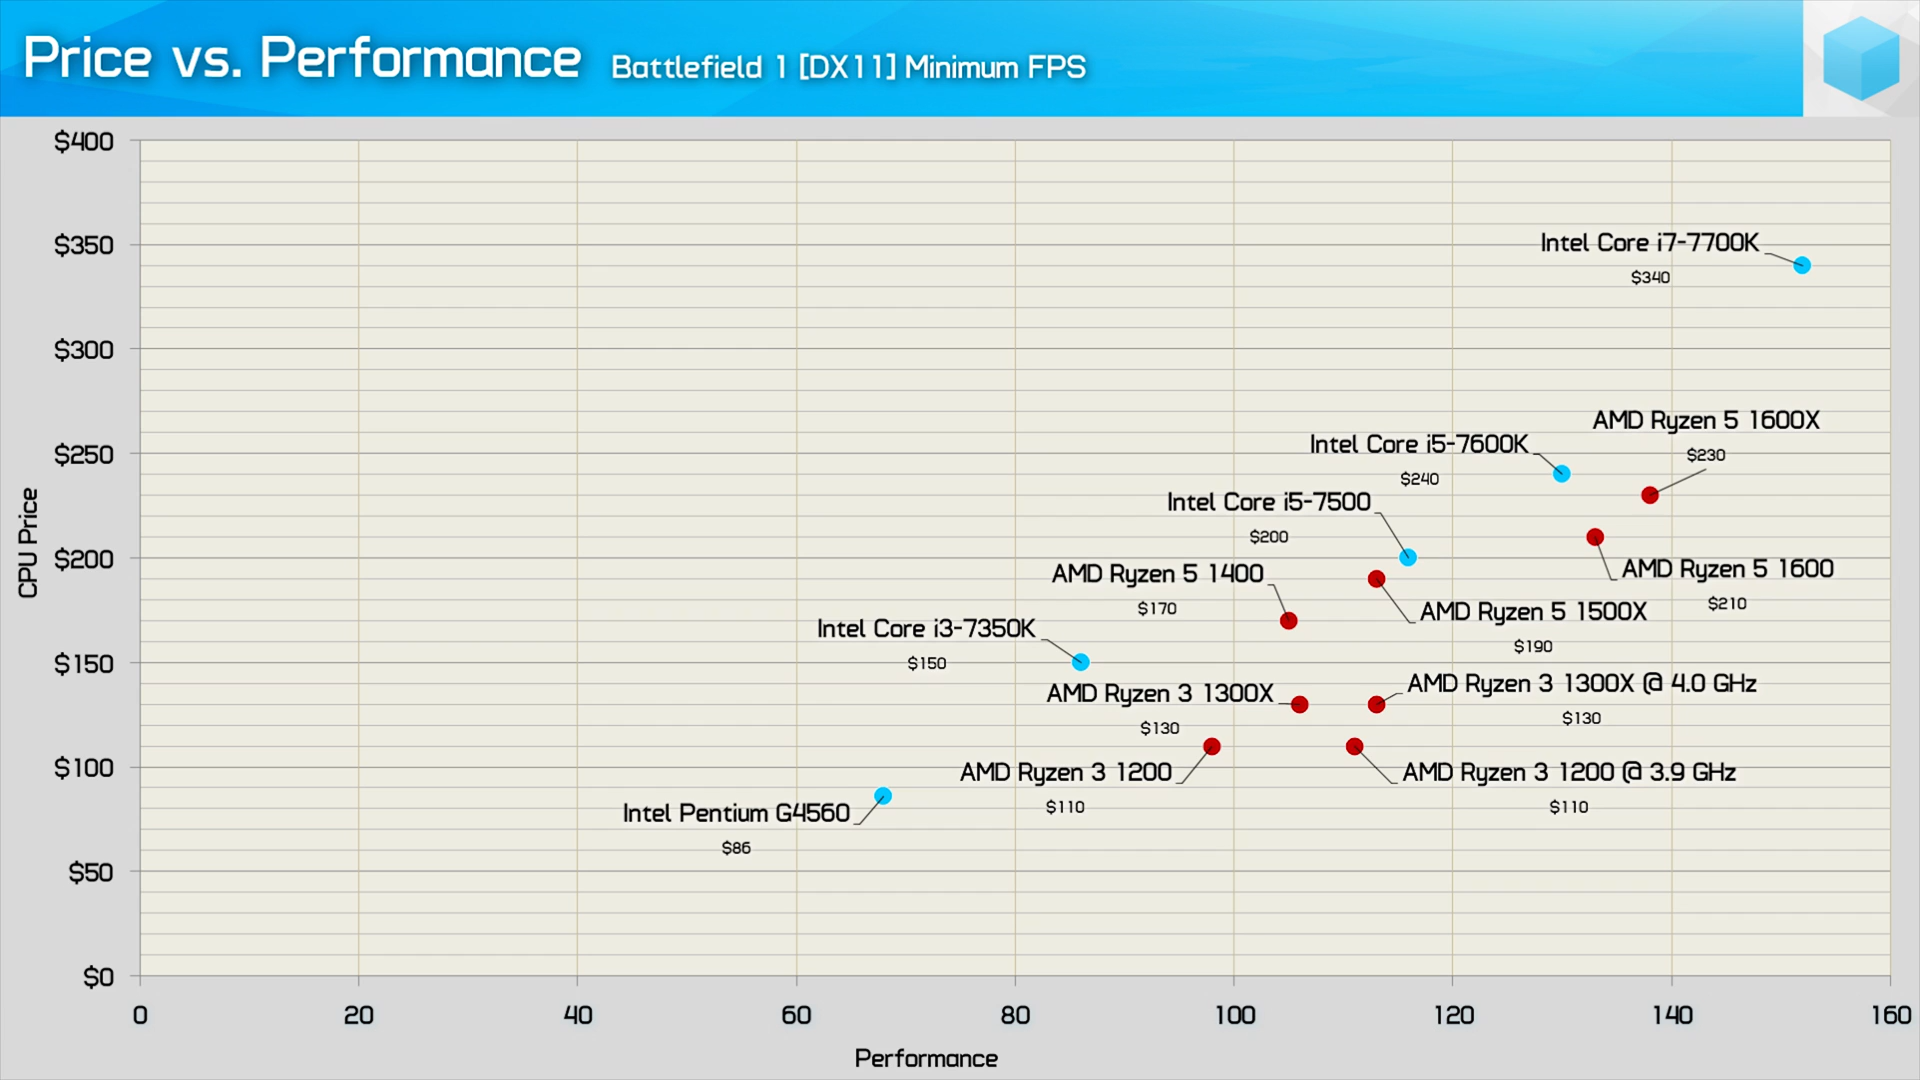 Price vs. Performance Battlefield 1 [DX11] Minimum FPS
$400
$350
$300
$250
$200
$150
$100
$50
$0
CPU Price
Intel Core i7-7700K
$340
AMD Ryzen 5 1600X
$230
Intel Core i5-7600K
$240
Intel Core i5-7500
$200
AMD Ryzen 5 1600
$210
AMD Ryzen 5 1400
$170
AMD Ryzen 5 1500X
$190
Intel Core i3-7350K
$150
AMD Ryzen 3 1300X
$130
AMD Ryzen 3 1300X @ 4.0 GHz
$130
AMD Ryzen 3 1200
$110
AMD Ryzen 3 1200 @ 3.9 GHz
$110
Intel Pentium G4560
$86
0 20 40 60 80 100 120 140 160
Performance